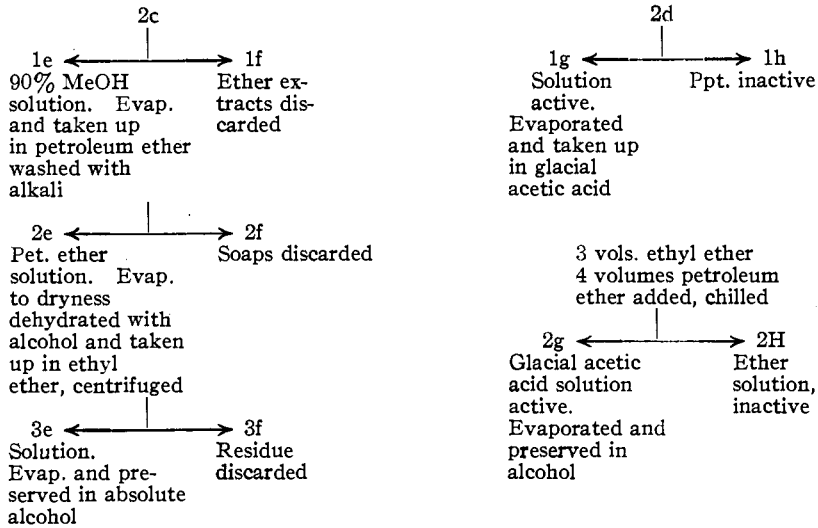 2c
1e
1f
90% MeOH
solution. Evap.
and taken up
in petroleum ether
washed with
alkali
Ether ex-
tracts dis-
carded
2e
2f
Pet. ether
solution. Evap.
to dryness
dehydrated with
alcohol and taken
up in ethyl
ether, centrifuged
Soaps discarded
3e
3f
Solution.
Evap. and pre-
served in absolute
alcohol
Residue
discarded
2d
1g
1h
Solution
active.
Evaporated
and taken up
in glacial
acetic acid
Ppt. inactive
3 vols. ethyl ether
4 volumes petroleum
ether added, chilled
2g
2H
Glacial acetic
acid solution
active.
Evaporated and
preserved in
alcohol
Ether
solution,
inactive